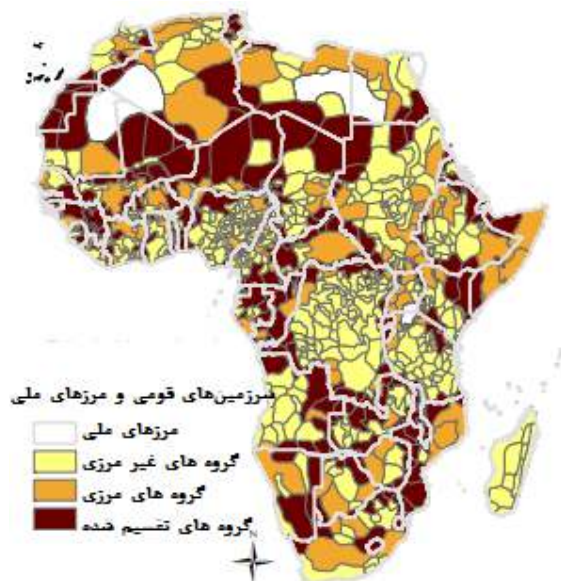 سرزمین‌های قومی و مرزهای ملی
مرزهای ملی
گروه های غیر مرزی
گروه های مرزی
گروه های تقسیم شده
N